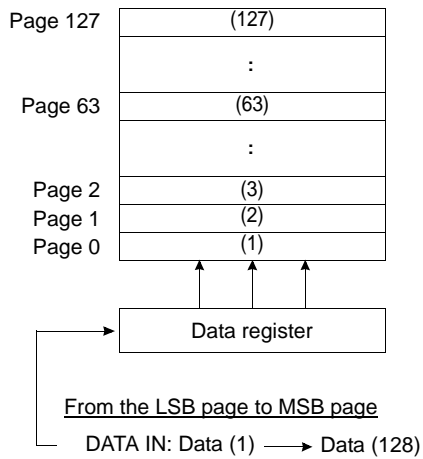 Page 127 (127)
:
Page 63 (63)
:
Page 2 (3)
Page 1 (2)
Page 0 (1)
Data register
From the LSB page to MSB page
DATA IN: Data (1) Data (128)